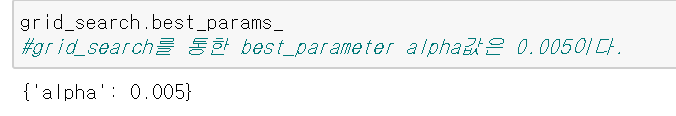 grid_search.best_params_
#grid_search를 통한 best_parameter alpha값은 0.005이다.
{'alpha': 0.005}